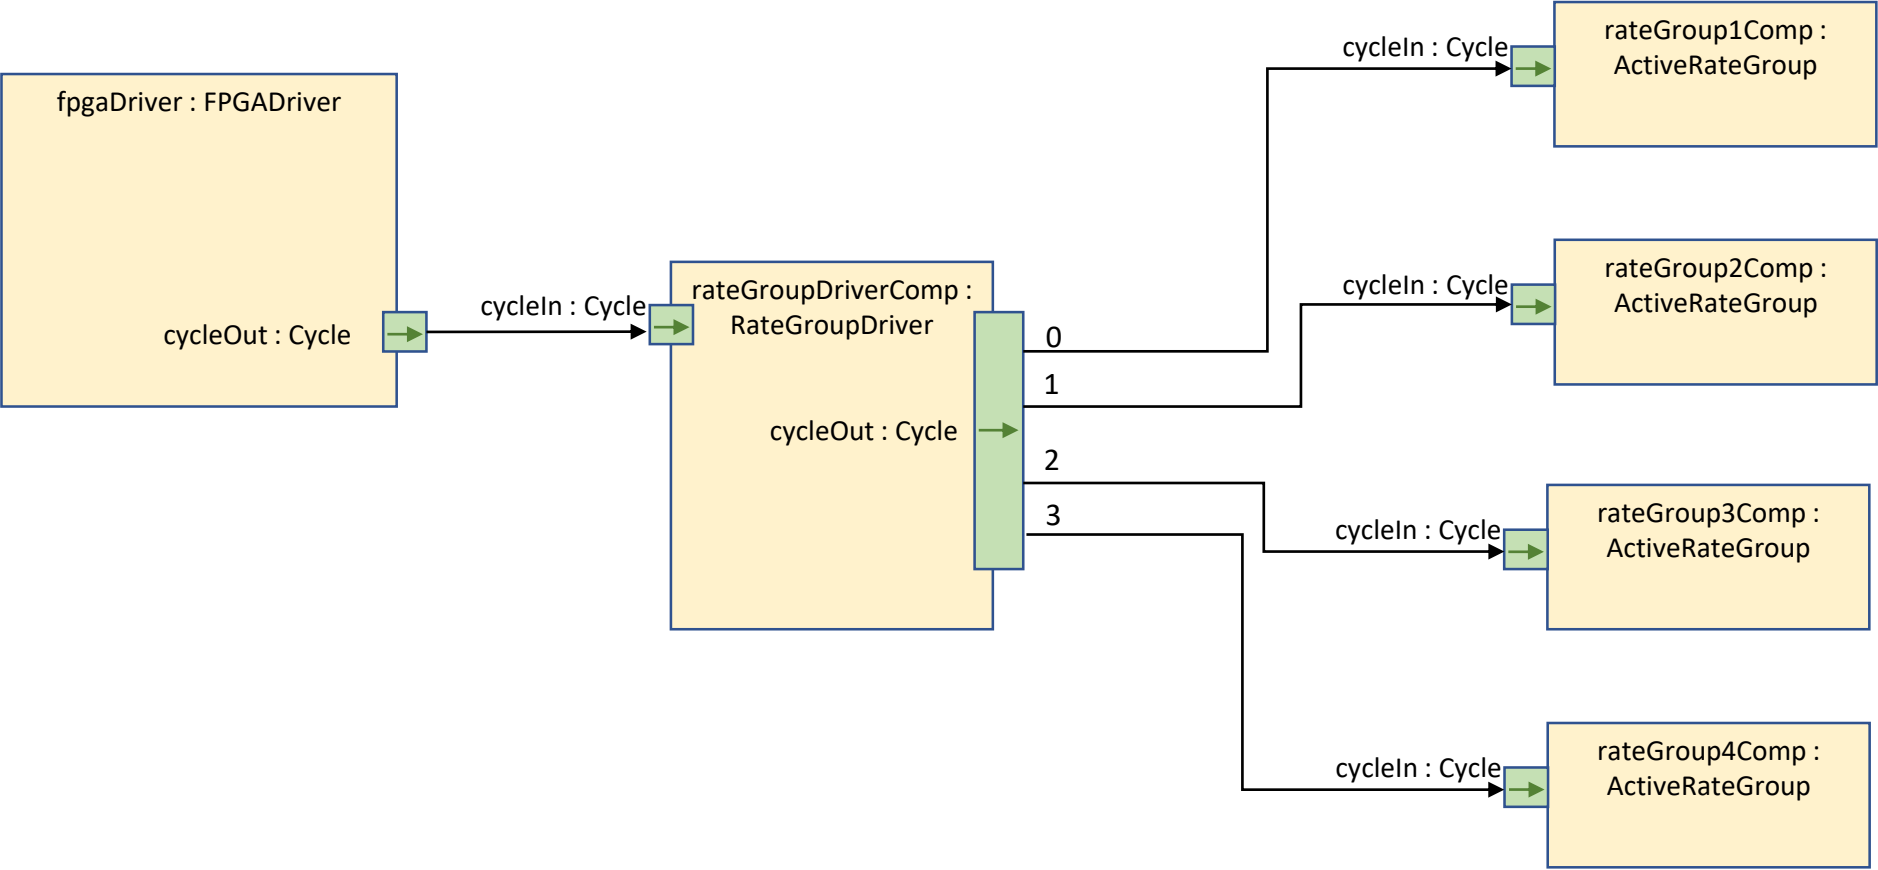 fpgaDriver : FPGADriver
cycleOut : Cycle
cycleIn : Cycle
rateGroupDriverComp :
RateGroupDriver
cycleOut : Cycle
0
1
2
3
cycleIn : Cycle
rateGroup1Comp :
ActiveRateGroup
cycleIn : Cycle
rateGroup2Comp :
ActiveRateGroup
cycleIn : Cycle
rateGroup3Comp :
ActiveRateGroup
cycleIn : Cycle
rateGroup4Comp :
ActiveRateGroup